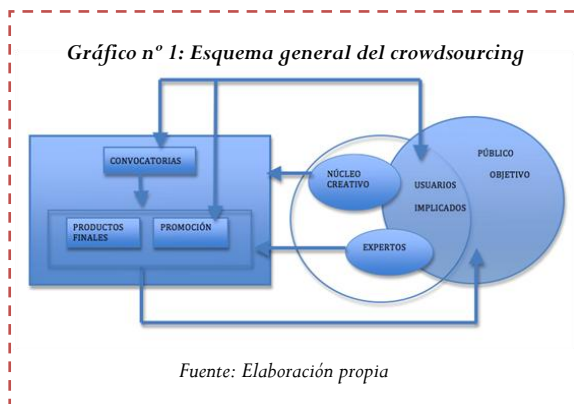 Gráfico nº 1: Esquema general del crowdsourcing
CONVOCATORIAS
PRODUCTOS
FINALES
PROMOCIÓN
NÚCLEO
CREATIVO
EXPERTOS
USUARIOS
IMPLICADOS
PÚBLICO
OBJETIVO
Fuente: Elaboración propia